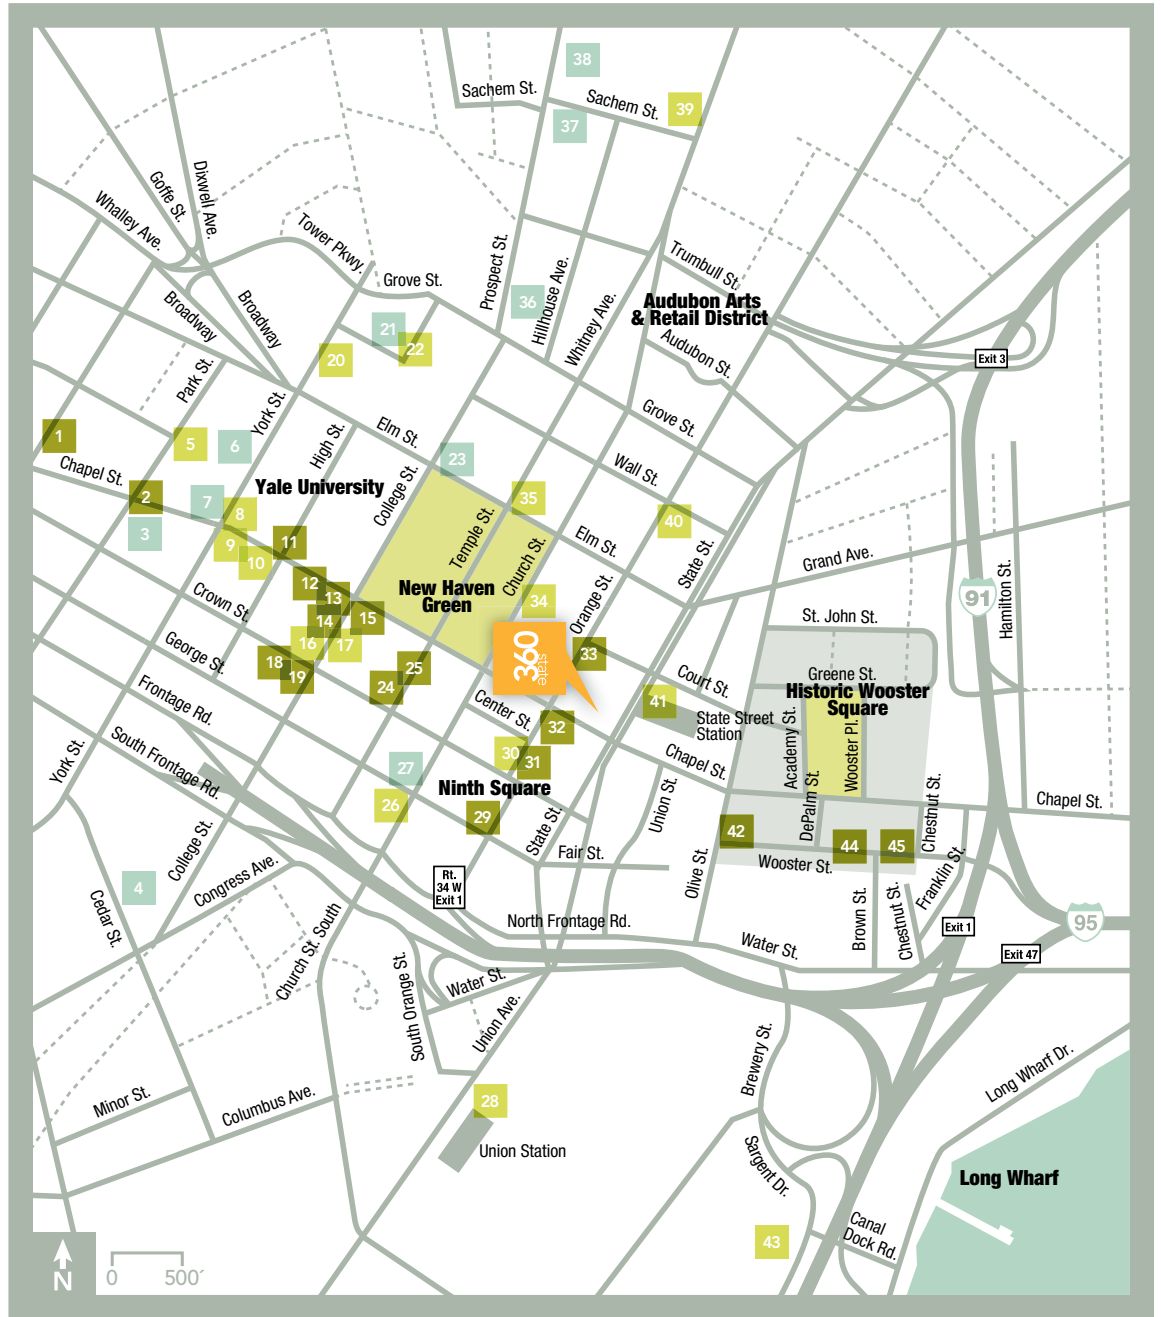 38
Sachem St.
Sachem St.
39
37
Goffe St.
Dixwell Ave.
Whalley Ave.
Tower Pkwy.
Prospect St.
Trumbull St.
Grove St.
Hillhouse Ave.
36
Whitney Ave.
Audubon Arts
& Retail District
Broadway
Broadway
21
22
20
Audubon St.
Exit 3
Park St.
York St.
Grove St.
1
5
6
High St.
Elm St.
23
Wall St.
Chapel St.
2
7
8
Yale University
College St.
35
40
3
9
10
11
Temple St.
Church St.
Elm St.
State St.
Grand Ave.
Hamilton St.
91
12
13
New Haven
Green
34
Orange St.
Crown St.
14
15
St. John St.
16
17
360
state
33
George St.
18
19
25
24
Court St.
Greene St.
Historic Wooster
Square
41
State Street
Station
Frontage Rd.
Center St.
32
Academy St.
Wooster Pl.
South Frontage Rd.
York St.
30
31
Chapel St.
27
Ninth Square
26
29
Union St.
DePalm St.
Chestnut St.
Chapel St.
State St.
42
44
45
Fair St.
Wooster St.
College St.
Olive St.
Franklin St.
Congress Ave.
Rt.
34 W
Exit 1
4
Cedar St.
Church St. South
North Frontage Rd.
Brown St.
Chestnut St.
Exit 1
95
Water St.
Exit 47
South Orange St.
Water St.
Union Ave.
Brewery St.
Long Wharf Dr.
Minor St.
Columbus Ave.
28
Union Station
Sargent Dr.
Long Wharf
43
Canal
Dock Rd.
N
0
500´